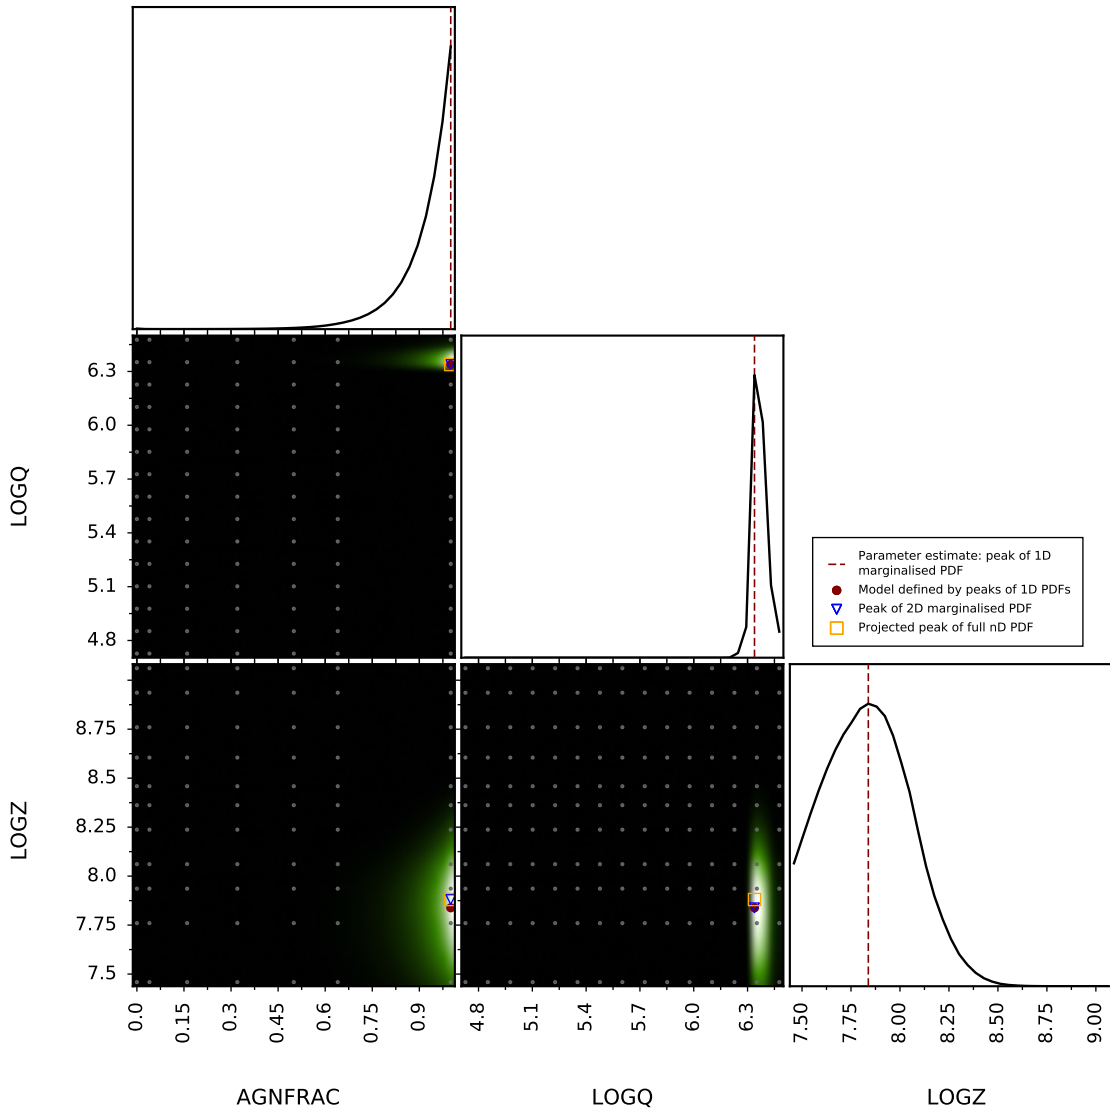 6.3
6.0
5.7
5.4
5.1
4.8
LOGQ
Parameter estimate: peak of 1D
marginalised PDF
Model defined by peaks of 1D PDFs
Peak of 2D marginalised PDF
Projected peak of full nD PDF
8.75
8.5
8.25
8.0
7.75
7.5
LOGZ
0.0 0.15 0.3 0.45 0.6 0.75 0.9
4.8 5.1 5.4 5.7 6.0 6.3
7.50 7.75 8.00 8.25 8.50 8.75 9.00
AGNFRAC LOGQ LOGZ